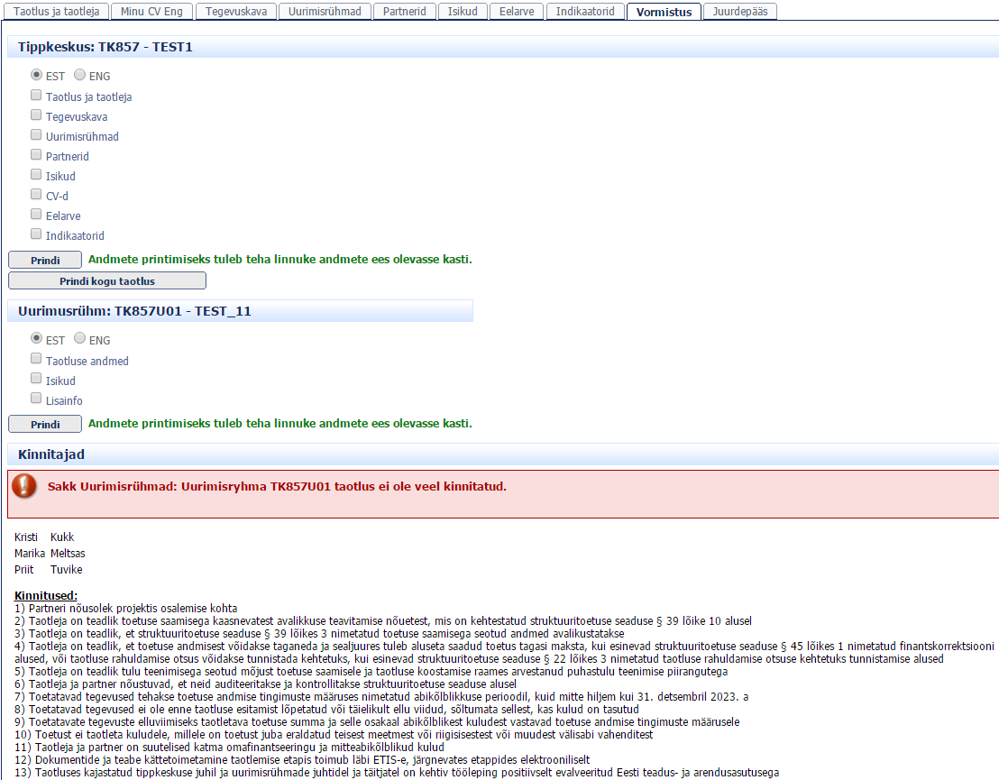 Taotlus ja taotleja Minu CV Eng Tegevuskava Uurimisrühmad Partnerid Isikud Eelarve Indikaatorid Vormistus Juurdepääs
Tippkeskus: TK857 - TEST1
EST ENG
Taotlus ja taotleja
Tegevuskava
Uurimisrühmad
Partnerid
Isikud
CV-d
Eelarve
Indikaatorid
Prindi Andmete printimiseks tuleb teha linnuke andmete ees olevasse kasti.
Prindi kogu taotlus
Uurimusrühm: TK857U01 - TEST_11
EST ENG
Taotluse andmed
Isikud
Lisainfo
Prindi Andmete printimiseks tuleb teha linnuke andmete ees olevasse kasti.
Kinnitajad
Sakk Uurimisrühmad: Uurimisryhma TK857U01 taotlus ei ole veel kinnitatud.
Kristi Kukk
Marika Meltsas
Priit Tuvike
Kinnitused:
1) Partneri nõusolek projektis osalemise kohta
2) Taotleja on teadlik toetuse saamisega kaasnevatest avalikkuse teavitamise nõuetest, mis on kehtestatud struktuuritoetuse seaduse § 39 lõike 10 alusel
3) Taotleja on teadlik, et struktuuritoetuse seaduse § 39 lõikes 3 nimetatud toetuse saamisega seotud andmed avalikustatakse
4) Taotleja on teadlik, et toetuse andmisest võidakse taganeda ja sealjuures tuleb aluseta saadud toetus tagasi maksta, kui esinevad struktuuritoetuse seaduse § 45 lõikes 1 nimetatud finantskorrektsiooni
alused, või taotluse rahuldamise otsus võidakse tunnistada kehtetuks, kui esinevad struktuuritoetuse seaduse § 22 lõikes 3 nimetatud taotluse rahuldamise otsuse kehtetuks tunnistamise alused
5) Taotleja on teadlik tulu teenimisega seotud mõjust toetuse saamisele ja taotluse koostamise raames arvestanud puhastulu teenimise piirangutega
6) Taotleja ja partner nõustuvad, et neid auditeeritakse ja kontrollitakse struktuuritoetuse seaduse alusel
7) Toetatavad tegevused tehakse toetuse andmise tingimuste määruses nimetatud abikõlblikkuse perioodil, kuid mitte hiljem kui 31. detsembril 2023. a
8) Toetatavad tegevused ei ole enne taotluse esitamist lõpetatud või täielikult ellu viidud, sõltumata sellest, kas kulud on tasutud
9) Toetatavate tegevuste elluviimiseks taotletava toetuse summa ja selle osakaal abikõlblikest kuludest vastavad toetuse andmise tingimuste määrusele
10) Toetust ei taotleta kuludele, millele on toetust juba eraldatud teisest meetmest või riigisisestest või muudest välisabi vahenditest
11) Taotleja ja partner on suutelised katma omafinantseeringu ja mitteabikõlblikud kulud
12) Dokumentide ja teabe kättetoimetamine taotlemise etapis toimub läbi ETIS-e, järgnevates etappides elektrooniliselt
13) Taotluses kajastatud tippkeskuse juhil ja uurimisrühmade juhtidel ja täitjatel on kehtiv tööleping positiivselt evalveeritud Eesti teadus- ja arendusasutusega